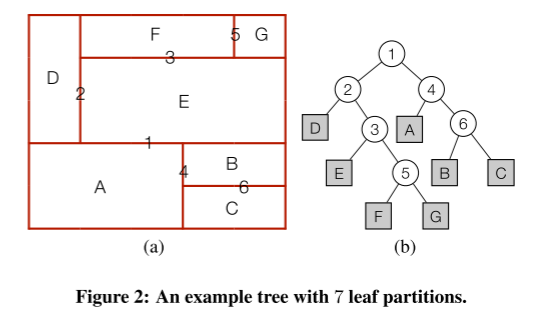 F 5 G
3
D
2
E
1
A
4
B
6
C
(a)
1
2 4
D 3 A 6
E 5 B C
F G
(b)
Figure 2: An example tree with 7 leaf partitions.